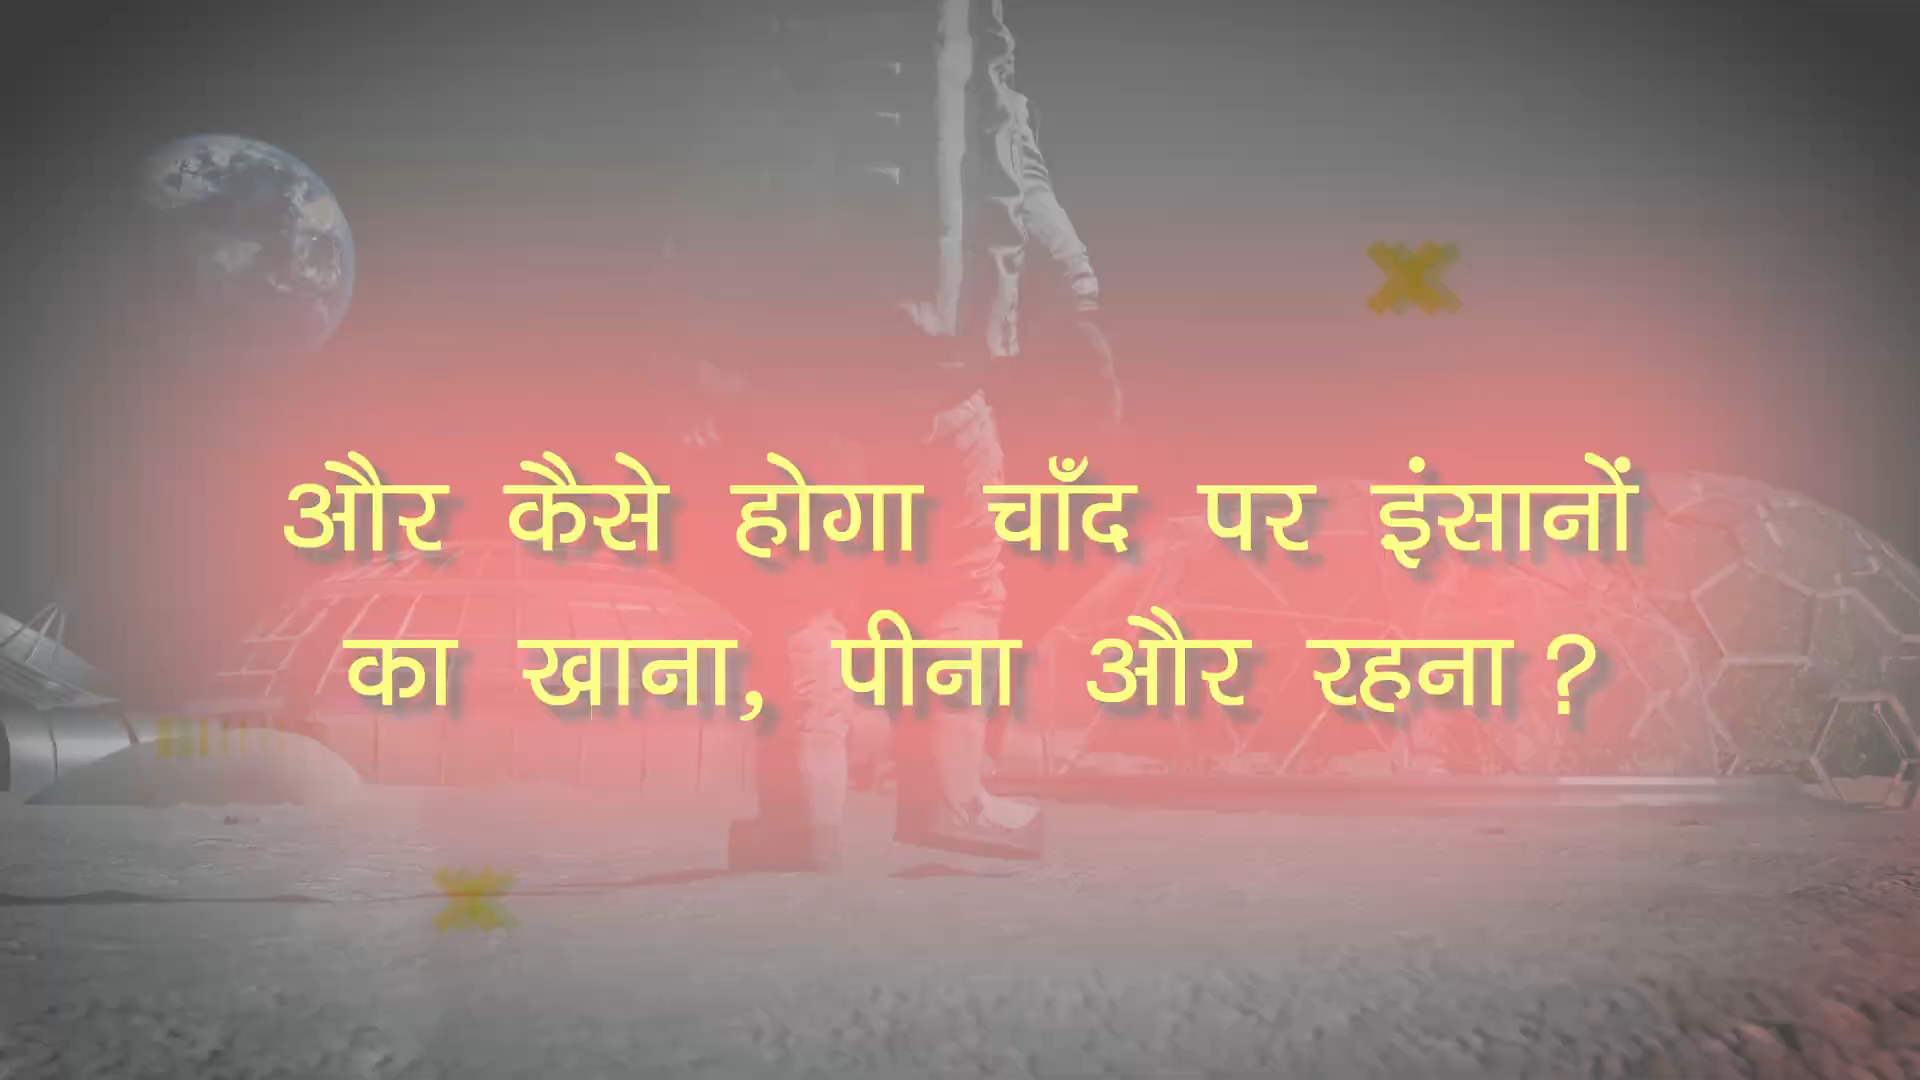 और कैसे होगा चाँद पर इंसानों
का खाना, पीना और रहना ?